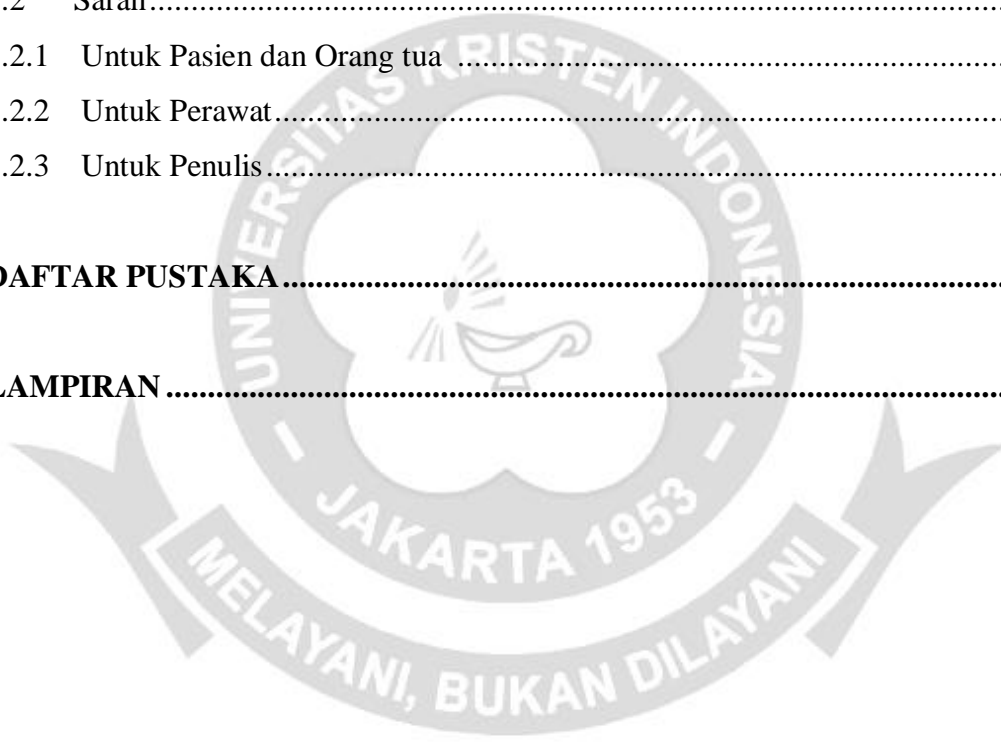 .2 Saran................................................................................
.2.1 Untuk Pasien dan Orang tua ................................................................................
.2.2 Untuk Perawat................................................................................
.2.3 Untuk Penulis................................................................................
DAFTAR PUSTAKA................................................................................
LAMPIRAN................................................................................
UNIVERSITAS KRISTEN INDONESIA
- JAKARTA 1953 -
MELAYANI, BUKAN DILAYANI